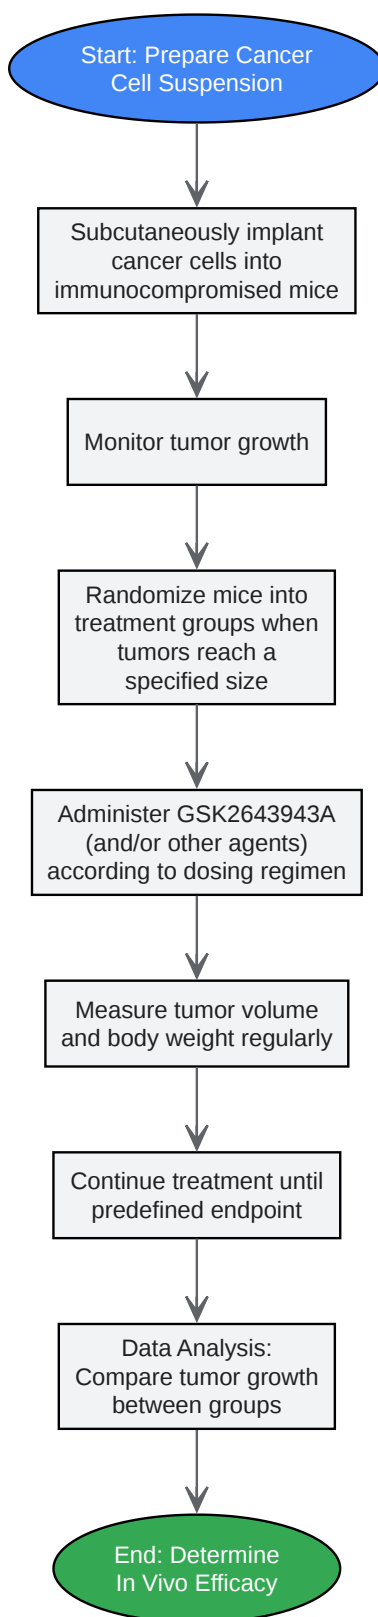 Start: Prepare Cancer
Cell Suspension
Subcutaneously implant
cancer cells into
immunocompromised mice
Monitor tumor growth
Randomize mice into
treatment groups when
tumors reach a
specified size
Administer GSK2643943A
(and/or other agents)
according to dosing regimen
Measure tumor volume
and body weight regularly
Continue treatment until
predefined endpoint
Data Analysis:
Compare tumor growth
between groups
End: Determine
In Vivo Efficacy